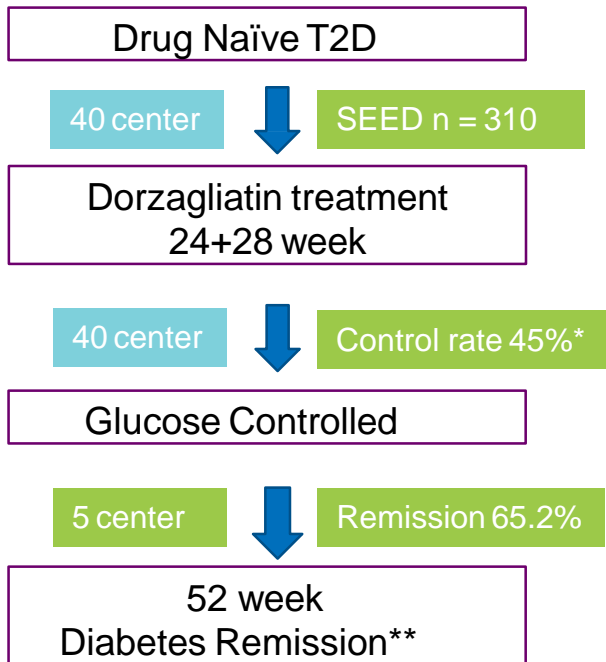 Drug Naïve T2D
40 center
SEED n = 310
Dorzagliatin treatment
24+28 week
40 center
Control rate 45%*
Glucose Controlled
5 center
Remission 65.2%
52 week
Diabetes Remission**